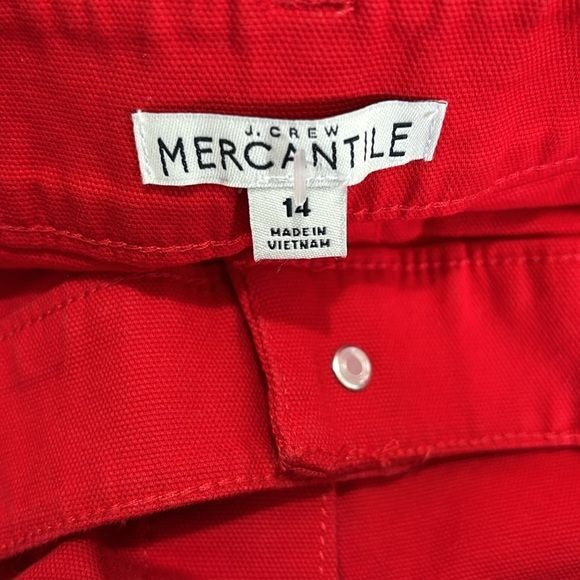 J. CREW
MERCANTILE
14
MADE IN
VIETNAM